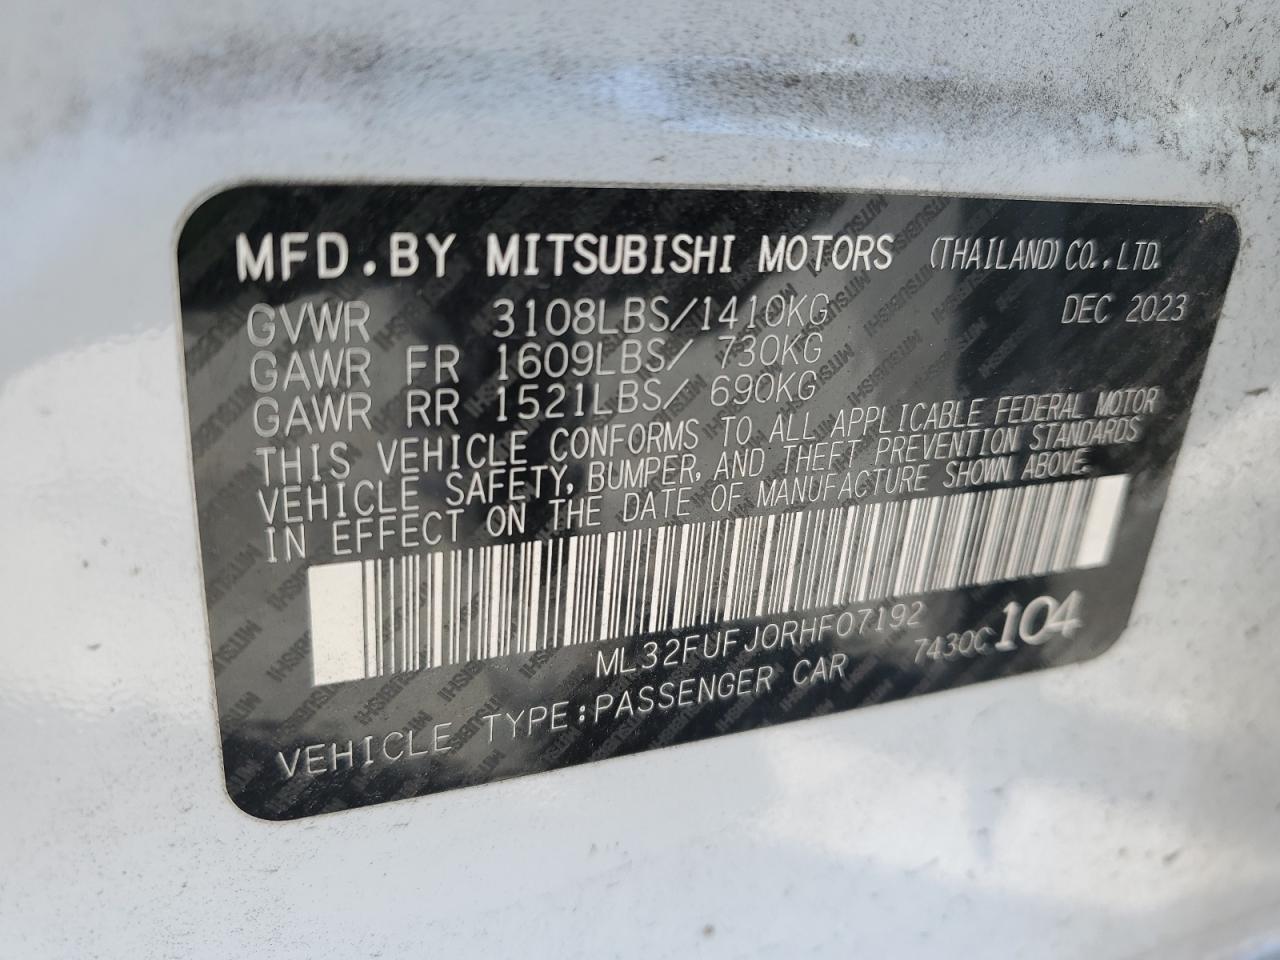 MFD.BY MITSUBISHI MOTORS (THAILAND) CO.,LTD.
GVWR 3108LBS/1410KG DEC 2023
GAWR FR 1609LBS/ 730KG
GAWR RR 1521LBS/ 690KG
THIS VEHICLE CONFORMS TO ALL APPLICABLE FEDERAL MOTOR
VEHICLE SAFETY, BUMPER, AND THEFT PREVENTION STANDARDS
IN EFFECT ON THE DATE OF MANUFACTURE SHOWN ABOVE.
ML32FUFJ0RHF07192
7430C 104
VEHICLE TYPE:PASSENGER CAR